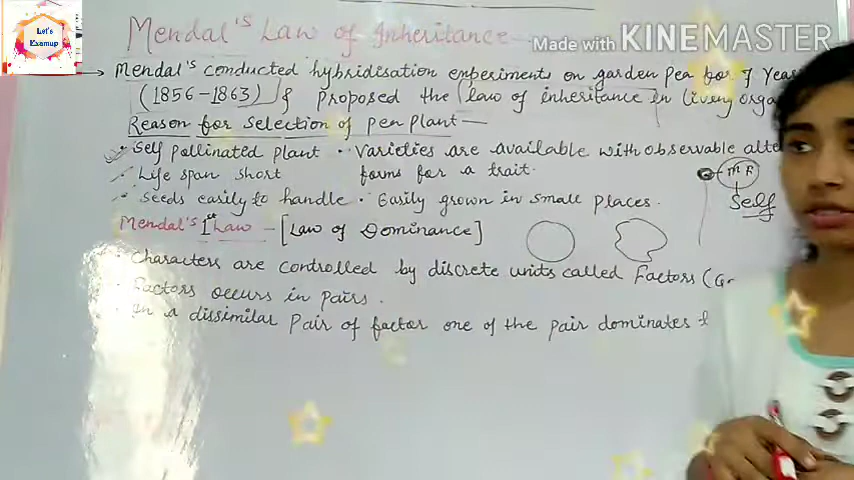 Let's
Examup
Mendal's Law of Inheritance
Made with KINEMASTER
→ Mendal's conducted hybridisation experiments on garden pea for 7 Yea
(1856-1863) & proposed the law of inheritance in living orga
Reason for Selection of pen plant—
• Self pollinated plant • Varieties are available with observable alte
• Life span short forms for a trait.
• Seeds easily to handle • Easily grown in small places.
M F
Self
Mendal's 1st Law - [Law of Dominance]
• Characters are controlled by discrete units called Factors (Ge
• Factors occurs in pairs.
• In a dissimilar Pair of factor one of the pair dominates t